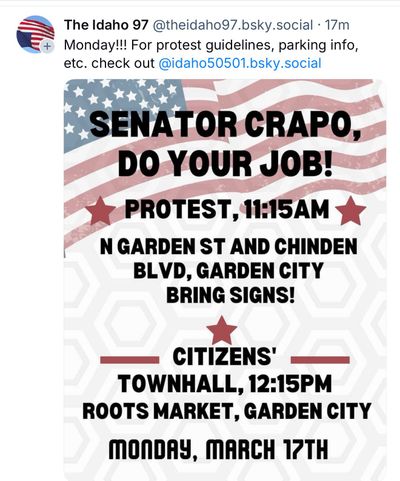 The Idaho 97 @theidaho97.bsky.social · 17m
Monday!!! For protest guidelines, parking info,
etc. check out @idaho50501.bsky.social
SENATOR CRAPO,
DO YOUR JOB!
PROTEST, 11:15AM
N GARDEN ST AND CHINDEN
BLVD, GARDEN CITY
BRING SIGNS!
CITIZENS'
TOWNHALL, 12:15PM
ROOTS MARKET, GARDEN CITY
MONDAY, MARCH 17TH